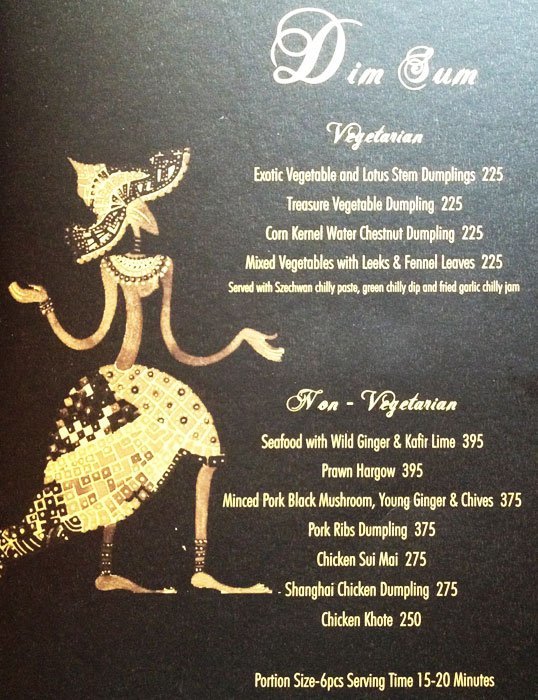 Dim Sum
Vegetarian
Exotic Vegetable and Lotus Stem Dumplings 225
Treasure Vegetable Dumpling 225
Corn Kernel Water Chestnut Dumpling 225
Mixed Vegetables with Leeks & Fennel Leaves 225
Served with Szechwan chilly paste, green chilly dip and fried garlic chilly jam
Non - Vegetarian
Seafood with Wild Ginger & Kafir Lime 395
Prawn Hargow 395
Minced Pork Black Mushroom, Young Ginger & Chives 375
Pork Ribs Dumpling 375
Chicken Sui Mai 275
Shanghai Chicken Dumpling 275
Chicken Khote 250
Portion Size-6pcs Serving Time 15-20 Minutes